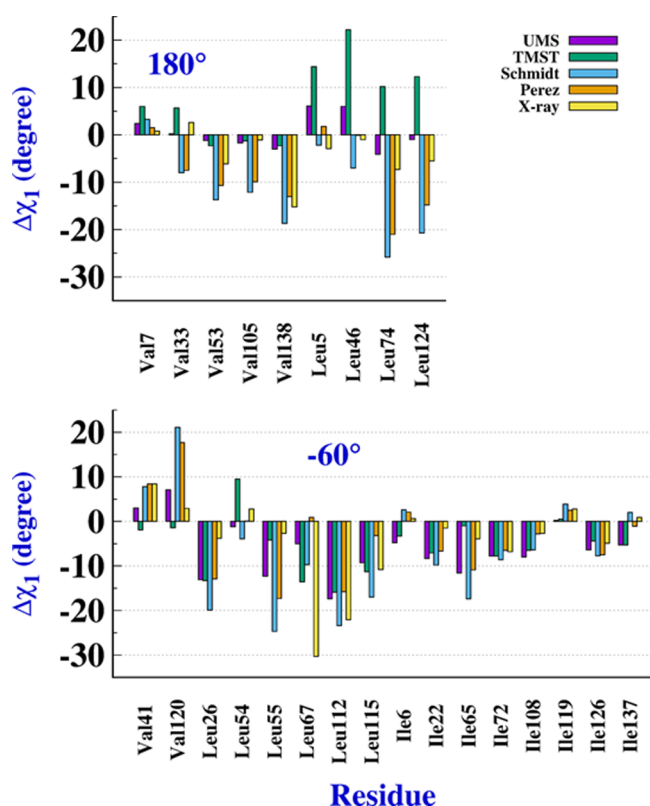 180°
UMS
TMST
Schmidt
Perez
X-ray
Δχ1 (degree)
20
10
0
-10
-20
-30
Val7
Val33
Val53
Val105
Val138
Leu5
Leu46
Leu74
Leu124
-60°
Δχ1 (degree)
20
10
0
-10
-20
-30
Val41
Val120
Leu26
Leu54
Leu55
Leu67
Leu112
Leu115
Ile6
Ile22
Ile65
Ile72
Ile108
Ile119
Ile126
Ile137
Residue